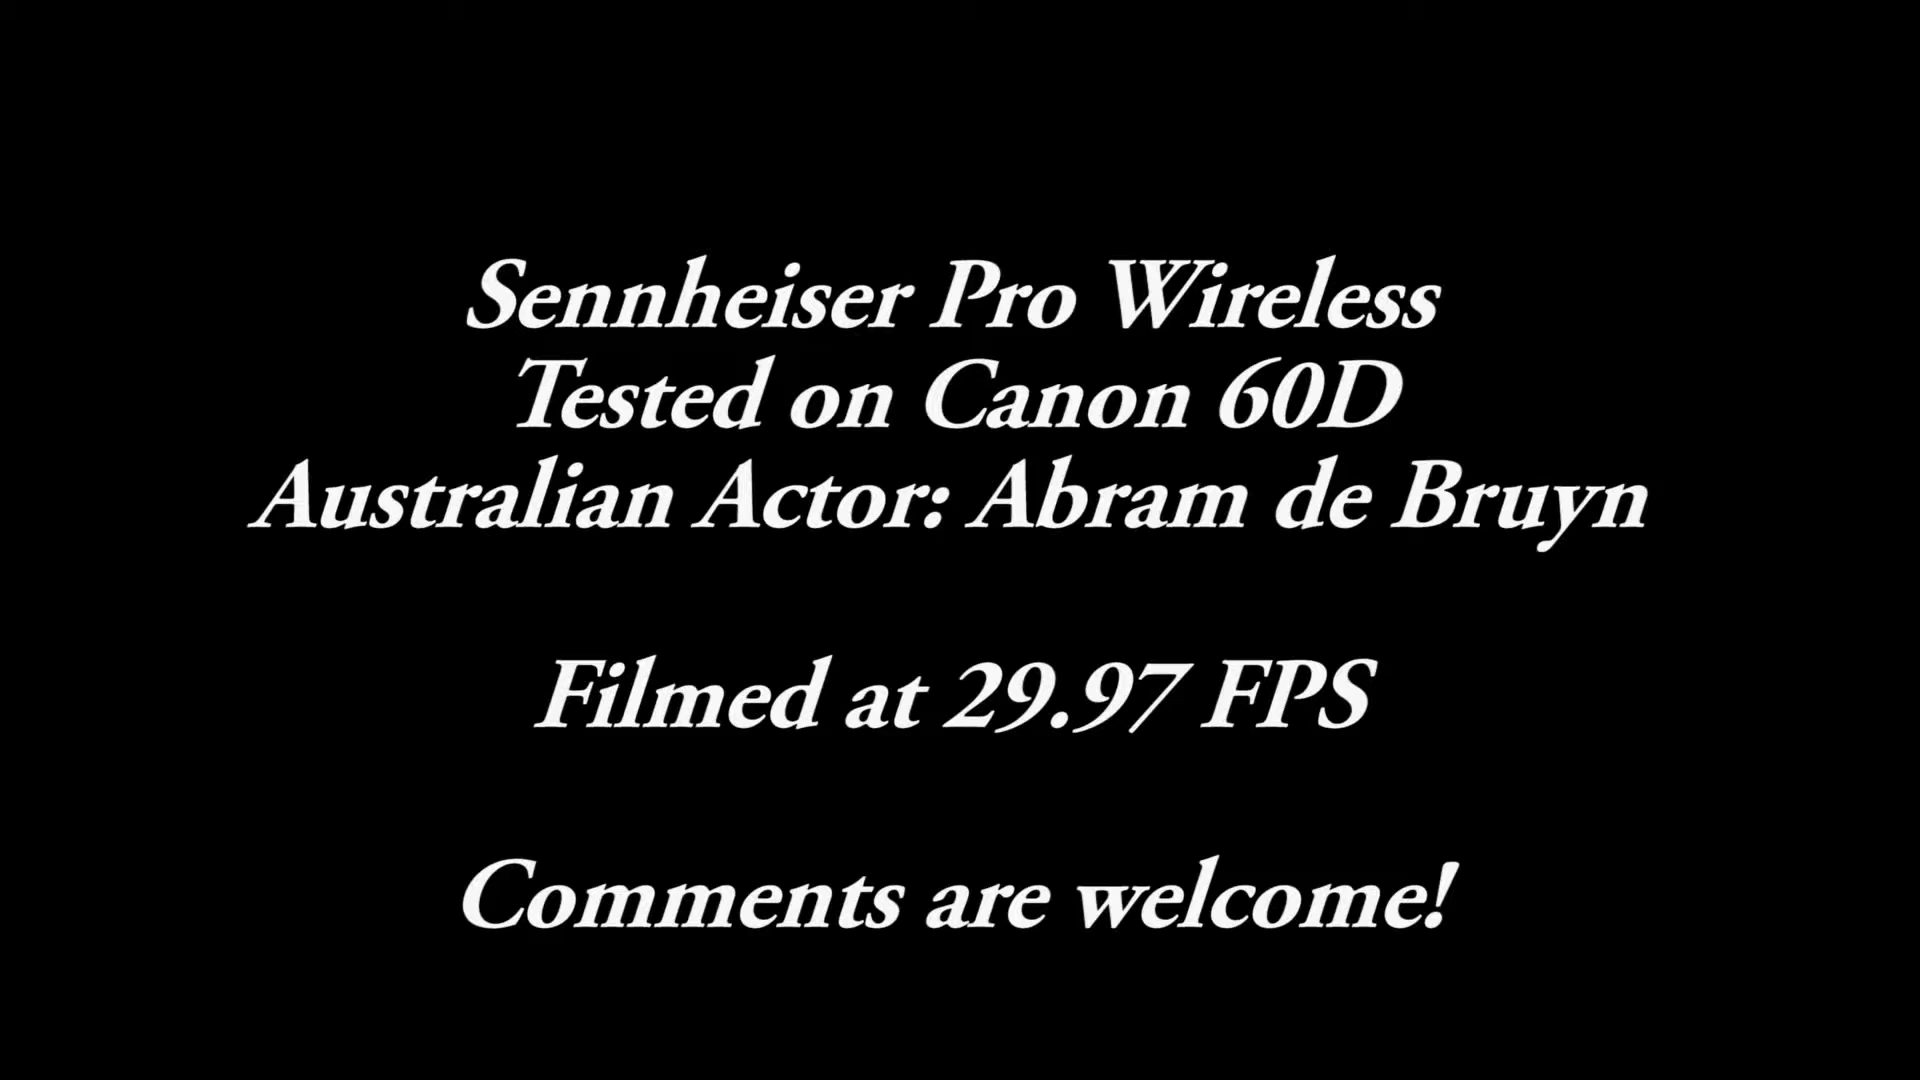 Sennheiser Pro Wireless
Tested on Canon 60D
Australian Actor: Abram de Bruyn
Filmed at 29.97 FPS
Comments are welcome!